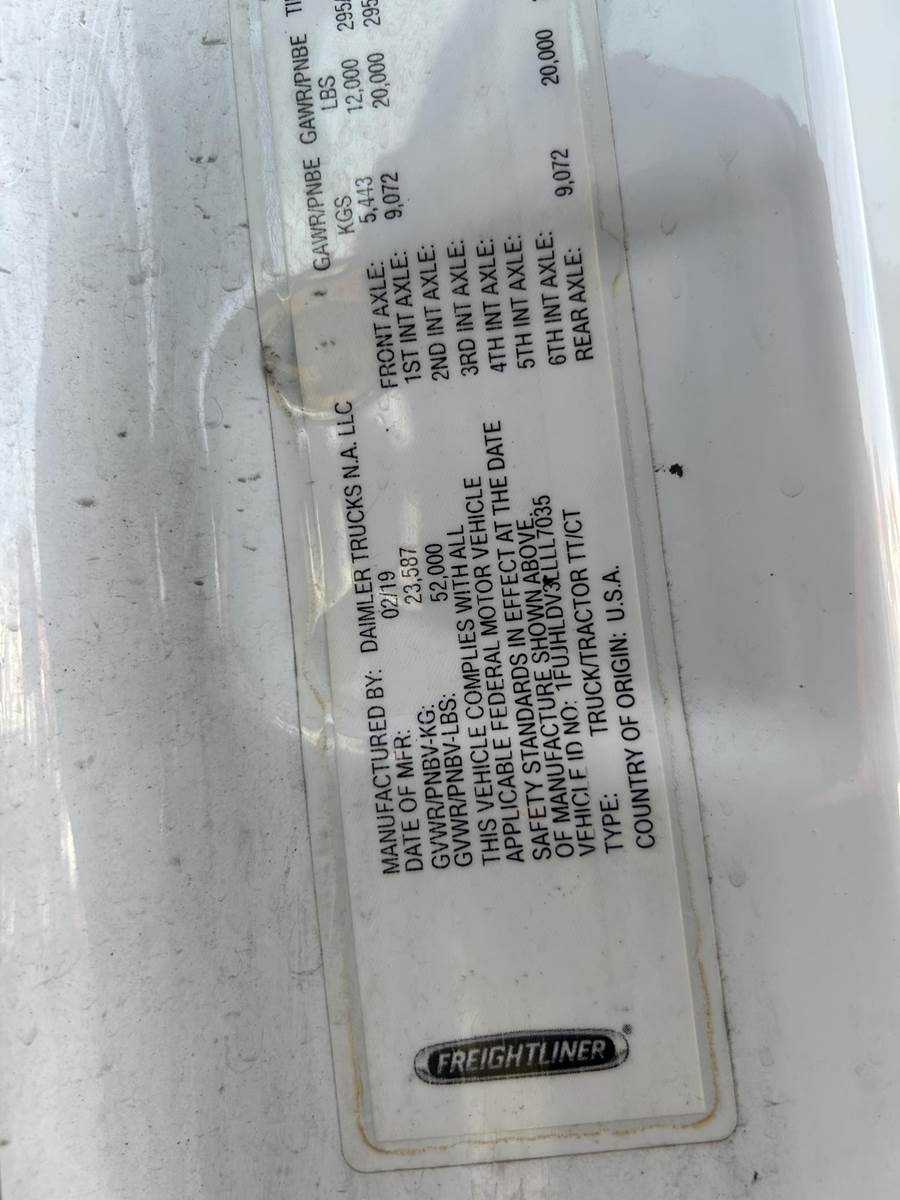 FREIGHTLINER
MANUFACTURED BY: DAIMLER TRUCKS N.A. LLC
DATE OF MFR: 02/19
GVWR/PNBV-KG: 23,587
GVWR/PNBV-LBS: 52,000
THIS VEHICLE COMPLIES WITH ALL
APPLICABLE FEDERAL MOTOR VEHICLE
SAFETY STANDARDS IN EFFECT AT THE DATE
OF MANUFACTURE SHOWN ABOVE.
VEHICLE ID NO:
TYPE: TRUCK/TRACTOR TT/CT
COUNTRY OF ORIGIN: U.S.A.
GAWR/PNBE GAWR/PNBE
KGS LBS
FRONT AXLE: 5,443 12,000
1ST INT AXLE: 9,072 20,000
2ND INT AXLE:
3RD INT AXLE:
4TH INT AXLE:
5TH INT AXLE:
6TH INT AXLE:
REAR AXLE: 9,072 20,000